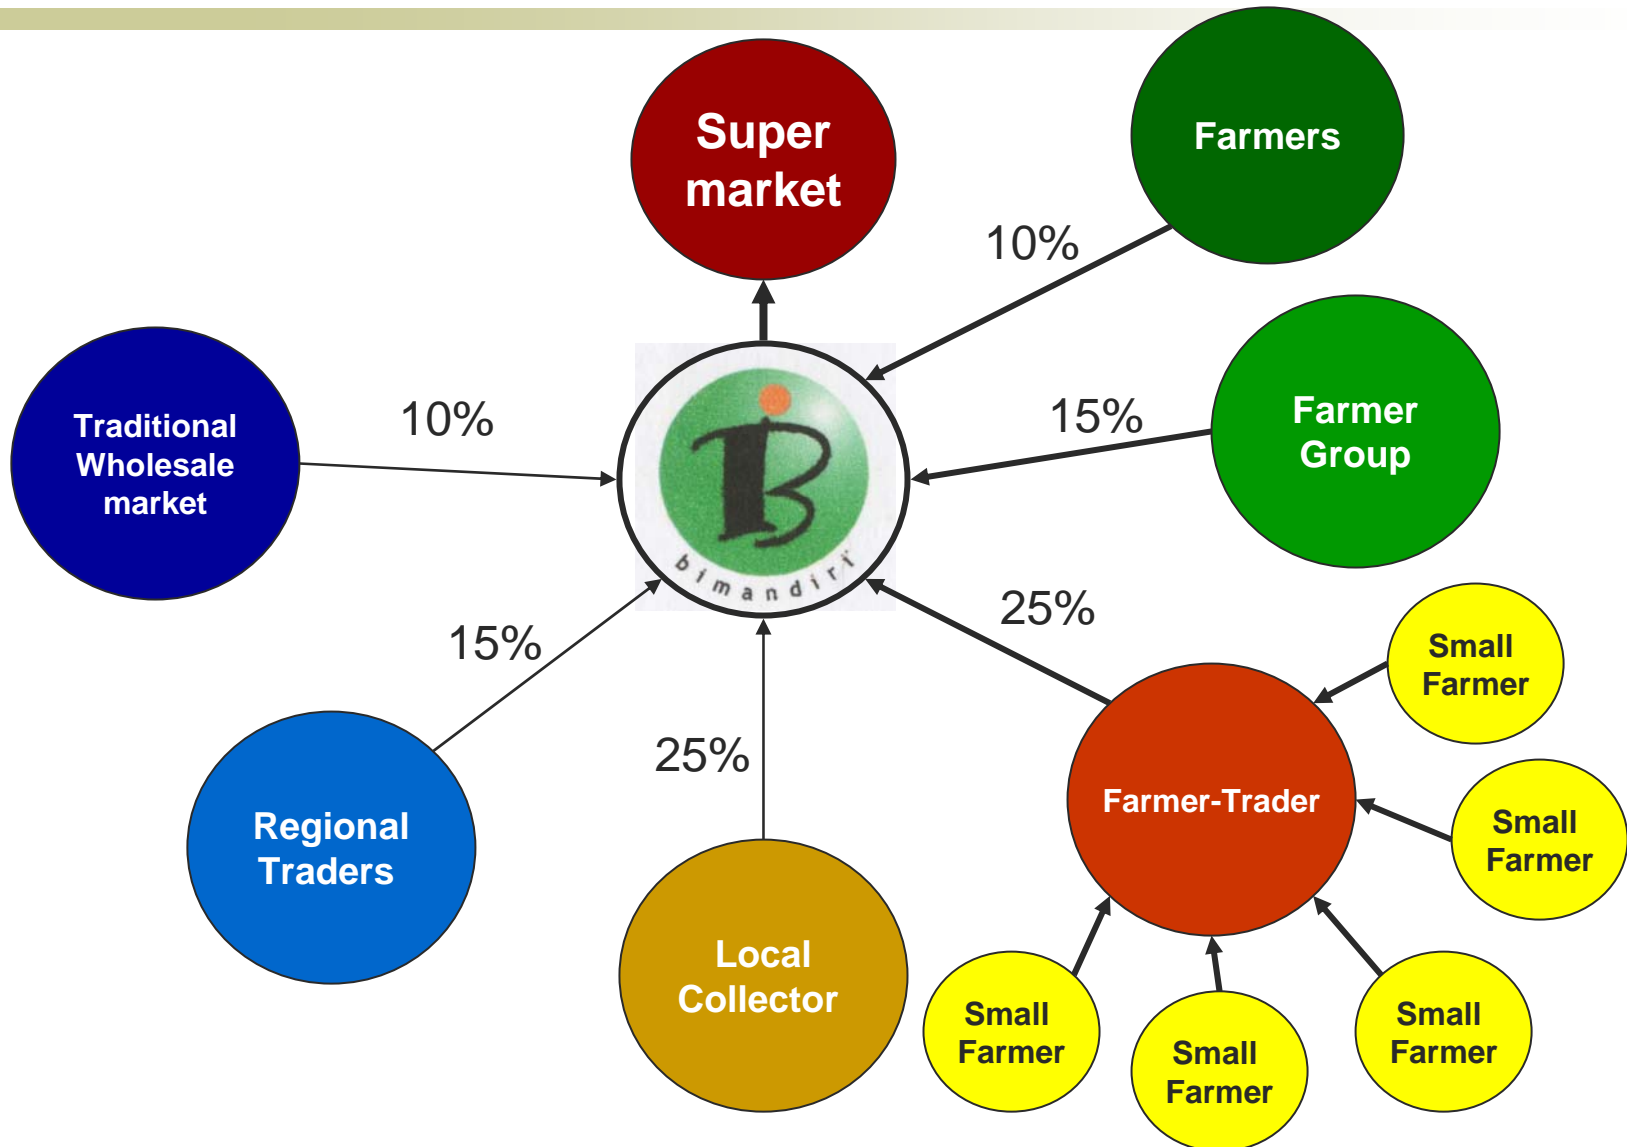 Super
market
Farmers
10%
Traditional
Wholesale
market
10%
bimandiri
15%
Farmer
Group
15%
25%
Small
Farmer
Regional
Traders
25%
Farmer-Trader
Small
Farmer
Local
Collector
Small
Farmer
Small
Farmer
Small
Farmer